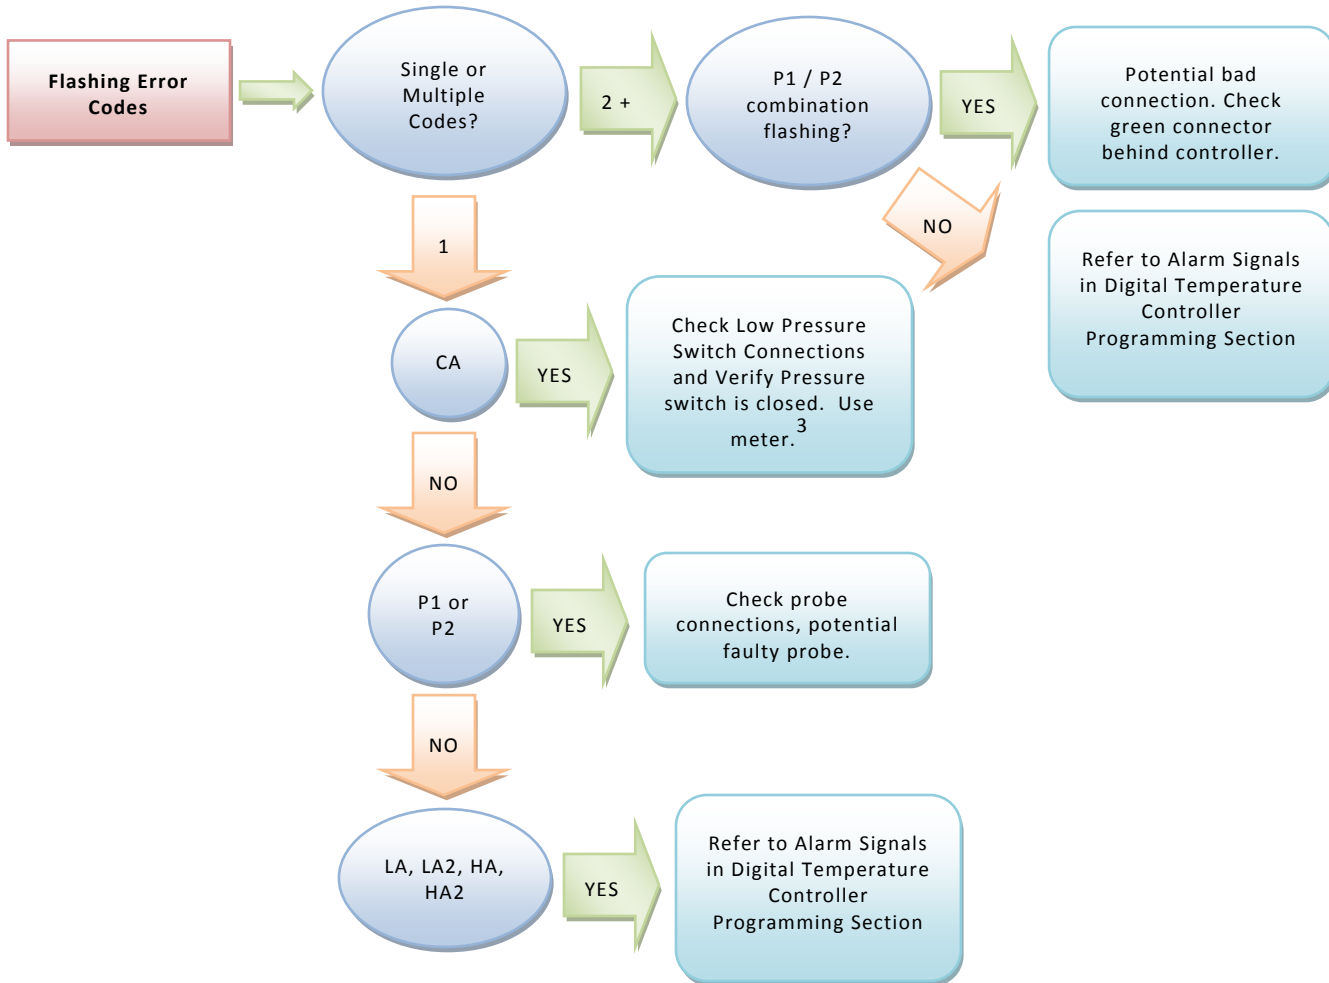 Flashing Error
Codes
Single or
Multiple
Codes?
2 +
P1 / P2
combination
flashing?
YES
Potential bad
connection. Check
green connector
behind controller.
NO
Refer to Alarm Signals
in Digital Temperature
Controller
Programming Section
1
CA
YES
Check Low Pressure
Switch Connections
and Verify Pressure
switch is closed.  Use
meter.3
NO
P1 or
P2
YES
Check probe
connections, potential
faulty probe.
NO
LA, LA2, HA,
HA2
YES
Refer to Alarm Signals
in Digital Temperature
Controller
Programming Section